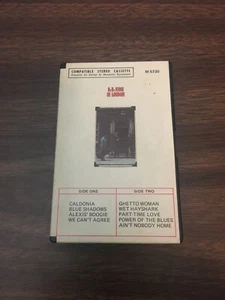 COMPATIBLE STEREO CASSETTE
M 5730
B.B. KING
IN LONDON
SIDE ONE
CALDONIA
BLUE SHADOWS
ALEXIS' BOOGIE
WE CAN'T AGREE
SIDE TWO
GHETTO WOMAN
WET HAYSHARK
PART-TIME LOVE
POWER OF THE BLUES
AIN'T NOBODY HOME